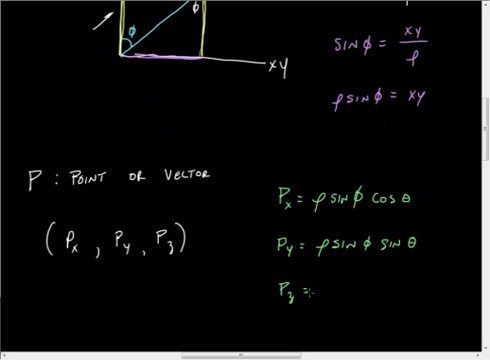 ϕ
ϕ
xy
sin ϕ = xy/ρ
ρ sin ϕ = xy
P : Point or Vector
(Px , Py , Pz)
Px = ρ sin ϕ cos θ
Py = ρ sin ϕ sin θ
Pz =